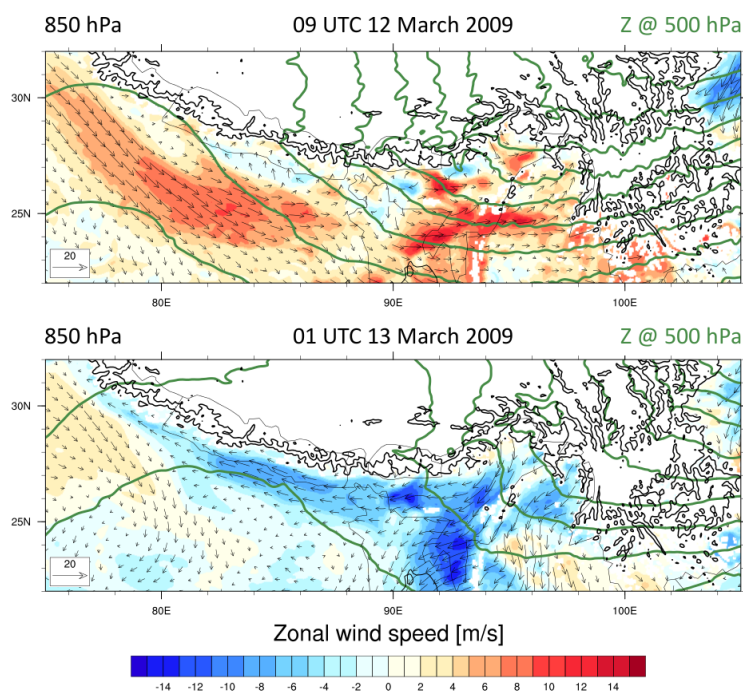 850 hPa 09 UTC 12 March 2009 Z @ 500 hPa
30N
25N
20
80E 90E 100E
850 hPa 01 UTC 13 March 2009 Z @ 500 hPa
30N
25N
20
80E 90E 100E
Zonal wind speed [m/s]
-14 -12 -10 -8 -6 -4 -2 0 2 4 6 8 10 12 14